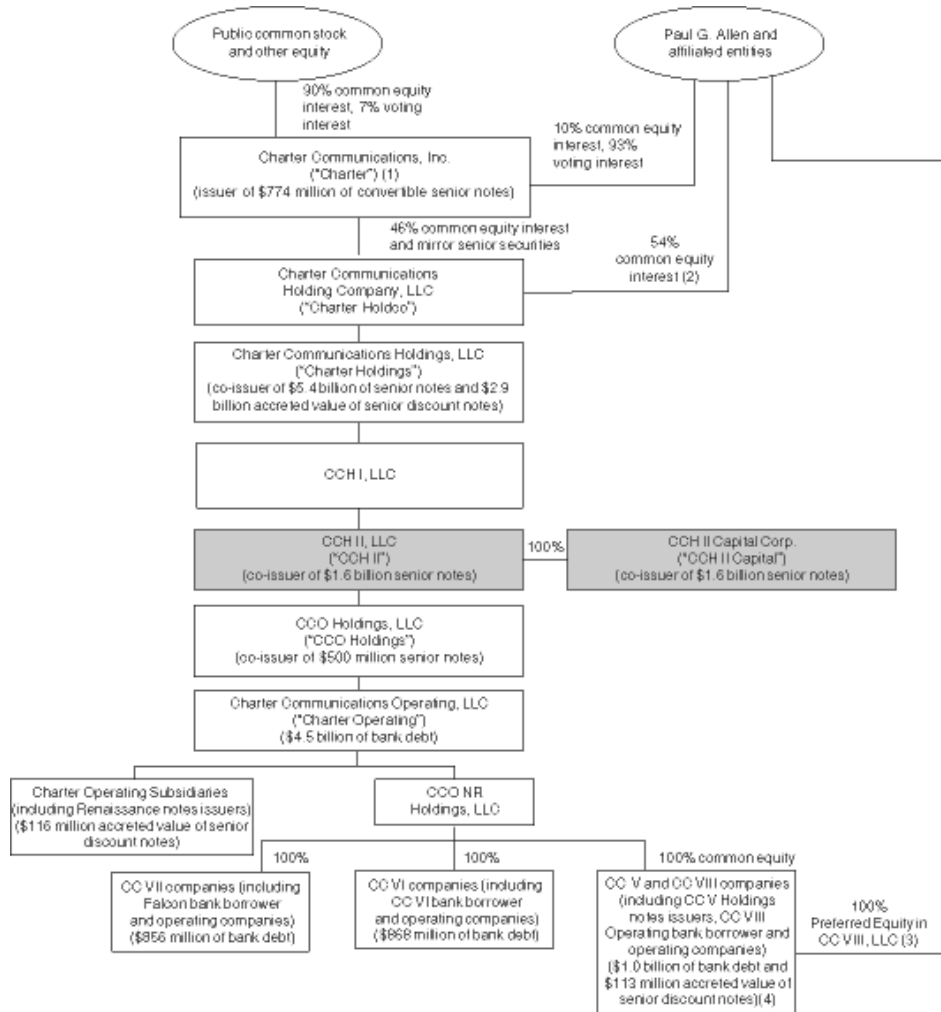 Public common stock
and other equity
Paul G. Allen and
affiliated entities
90% common equity
interest, 7% voting
interest
10% common equity
interest, 93%
voting interest
Charter Communications, Inc.
("Charter") (1)
(issuer of $774 million of convertible senior notes)
46% common equity interest
and mirror senior securities
54%
common equity
interest (2)
Charter Communications
Holding Company, LLC
("Charter Holdco")
Charter Communications Holdings, LLC
("Charter Holdings")
(co-issuer of $5.4 billion of senior notes and $2.9
billion accreted value of senior discount notes)
CCH I, LLC
CCH II, LLC
("CCH II")
(co-issuer of $1.6 billion senior notes)
100%
CCH II Capital Corp.
("CCH II Capital")
(co-issuer of $1.6 billion senior notes)
CCO Holdings, LLC
("CCO Holdings")
(co-issuer of $500 million senior notes)
Charter Communications Operating, LLC
("Charter Operating")
($4.5 billion of bank debt)
Charter Operating Subsidiaries
(including Renaissance notes issuers)
($116 million accreted value of senior
discount notes)
CCO NR
Holdings, LLC
100%
100%
100% common equity
CC VII companies (including
Falcon bank borrower
and operating companies)
($856 million of bank debt)
CC VI companies (including
CC VI bank borrower
and operating companies)
($868 million of bank debt)
CC V and CC VIII companies
(including CC V Holdings
notes issuers, CC VIII
Operating bank borrower and
operating companies)
($1.0 billion of bank debt and
$113 million accreted value of
senior discount notes)(4)
100%
Preferred Equity in
CC VIII, LLC (3)